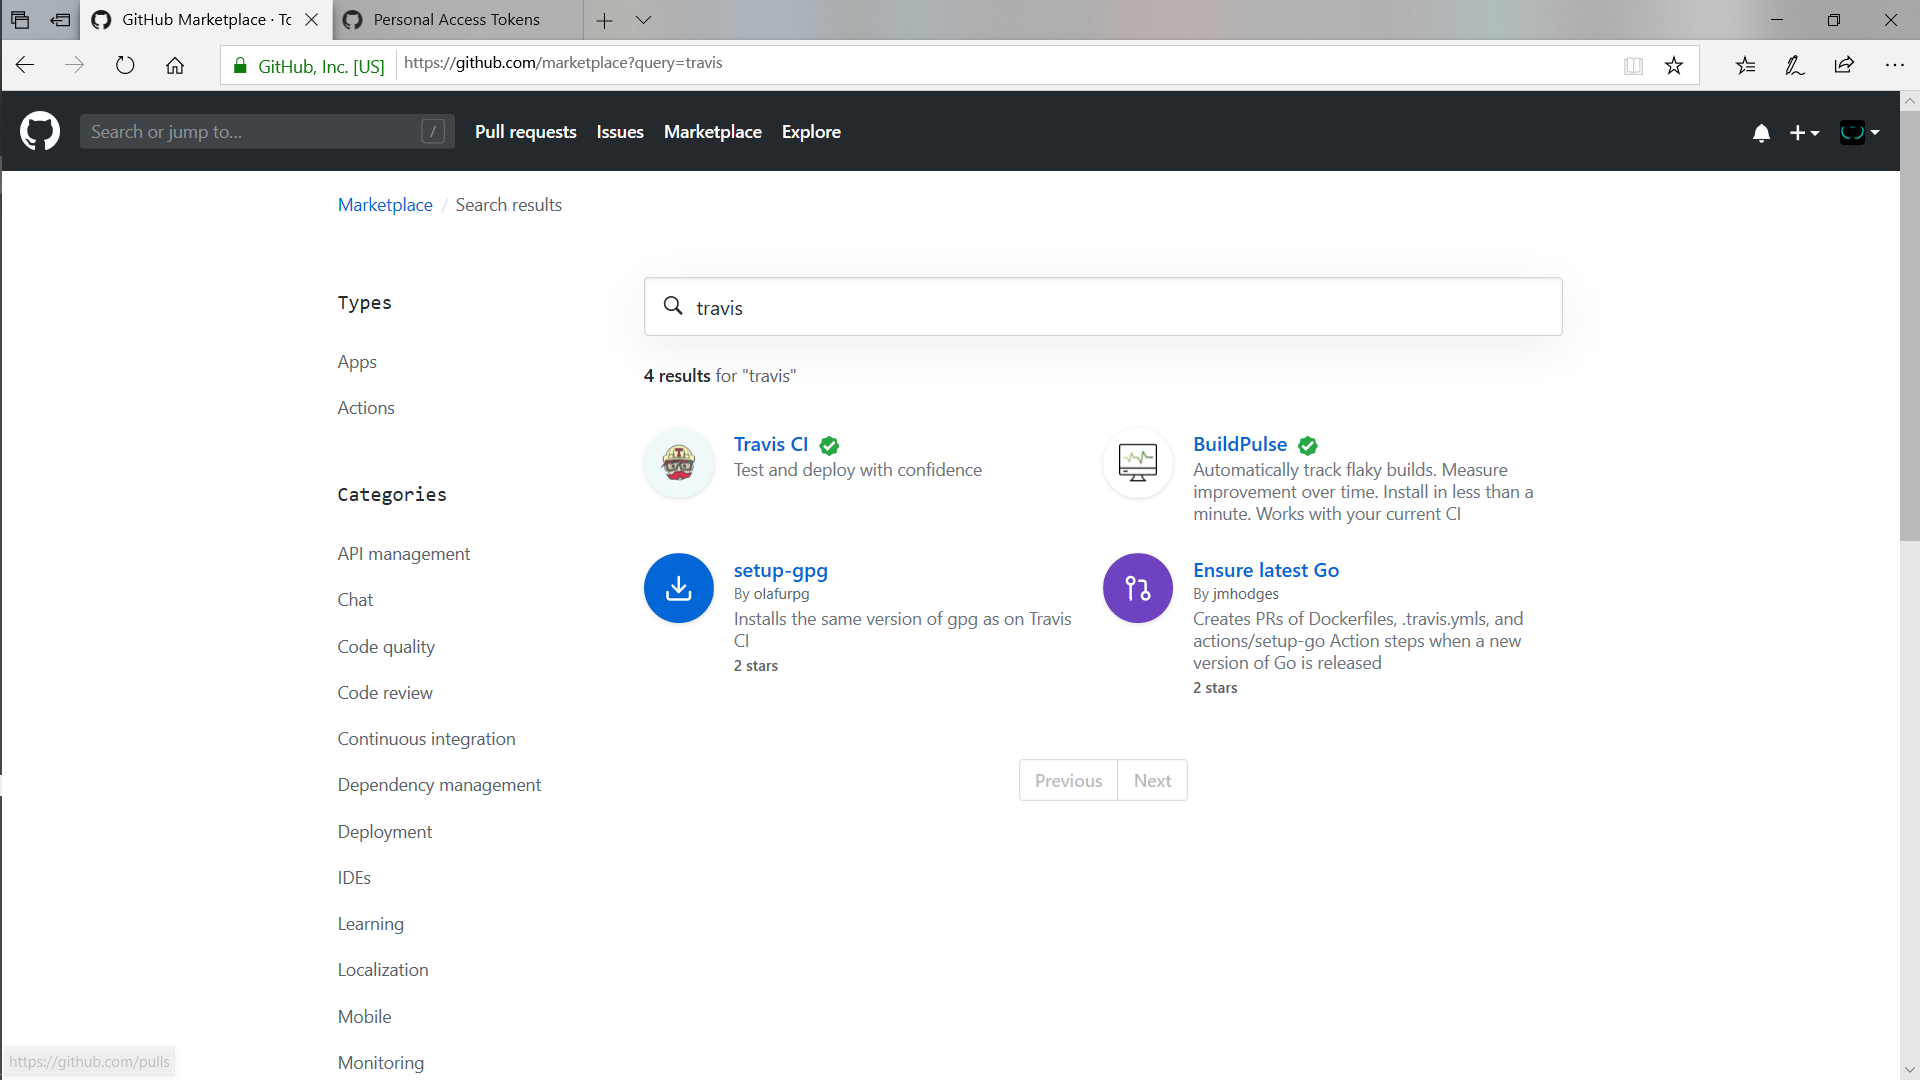 GitHub Marketplace · To
Personal Access Tokens
GitHub, Inc. [US]
https://github.com/marketplace?query=travis
Search or jump to...
/
Pull requests
Issues
Marketplace
Explore
Marketplace / Search results
Types
Apps
Actions
Categories
API management
Chat
Code quality
Code review
Continuous integration
Dependency management
Deployment
IDEs
Learning
Localization
Mobile
Monitoring
travis
4 results for "travis"
Travis CI
Test and deploy with confidence
BuildPulse
Automatically track flaky builds. Measure
improvement over time. Install in less than a
minute. Works with your current CI
setup-gpg
By olafurpg
Installs the same version of gpg as on Travis
CI
2 stars
Ensure latest Go
By jmhodges
Creates PRs of Dockerfiles, .travis.ymls, and
actions/setup-go Action steps when a new
version of Go is released
2 stars
Previous
Next
https://github.com/pulls